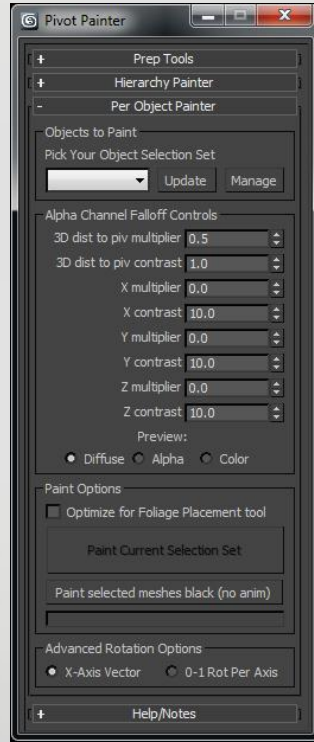 Pivot Painter
+ Prep Tools
+ Hierarchy Painter
- Per Object Painter
Objects to Paint
Pick Your Object Selection Set
Update Manage
Alpha Channel Falloff Controls
3D dist to piv multiplier 0.5
3D dist to piv contrast 1.0
X multiplier 0.0
X contrast 10.0
Y multiplier 0.0
Y contrast 10.0
Z multiplier 0.0
Z contrast 10.0
Preview:
Diffuse Alpha Color
Paint Options
Optimize for Foliage Placement tool
Paint Current Selection Set
Paint selected meshes black (no anim)
Advanced Rotation Options
X-Axis Vector 0-1 Rot Per Axis
+ Help/Notes